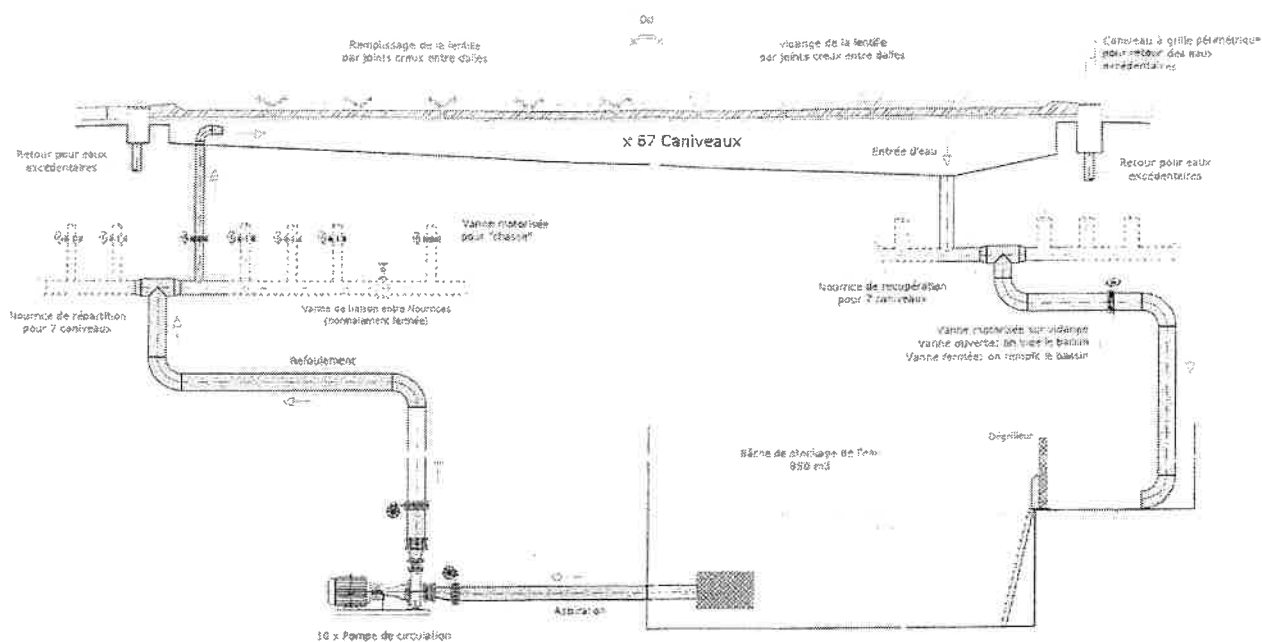 Remplissage de la lentille
par joints creux entre dalles
vidange de la lentille
par joints creux entre dalles
Caniveau à grille périmétrique
pour retour des eaux
excédentaires
x 67 Caniveaux
Retour pour eaux
excédentaires
Entrée d'eau
Retour pour eaux
excédentaires
Vanne motorisée
pour "chasse"
Nourrice de répartition
pour 7 caniveaux
Vanne de liaison entre Nourrices
(normalement fermée)
Nourrice de récupération
pour 7 caniveaux
Vanne motorisée sur vidange
Vanne ouverte: on vide le bassin
Vanne fermée: on remplit le bassin
Refoulement
Bâche de stockage de l'eau
Dégrilleur
Aspiration
10 x Pompe de circulation